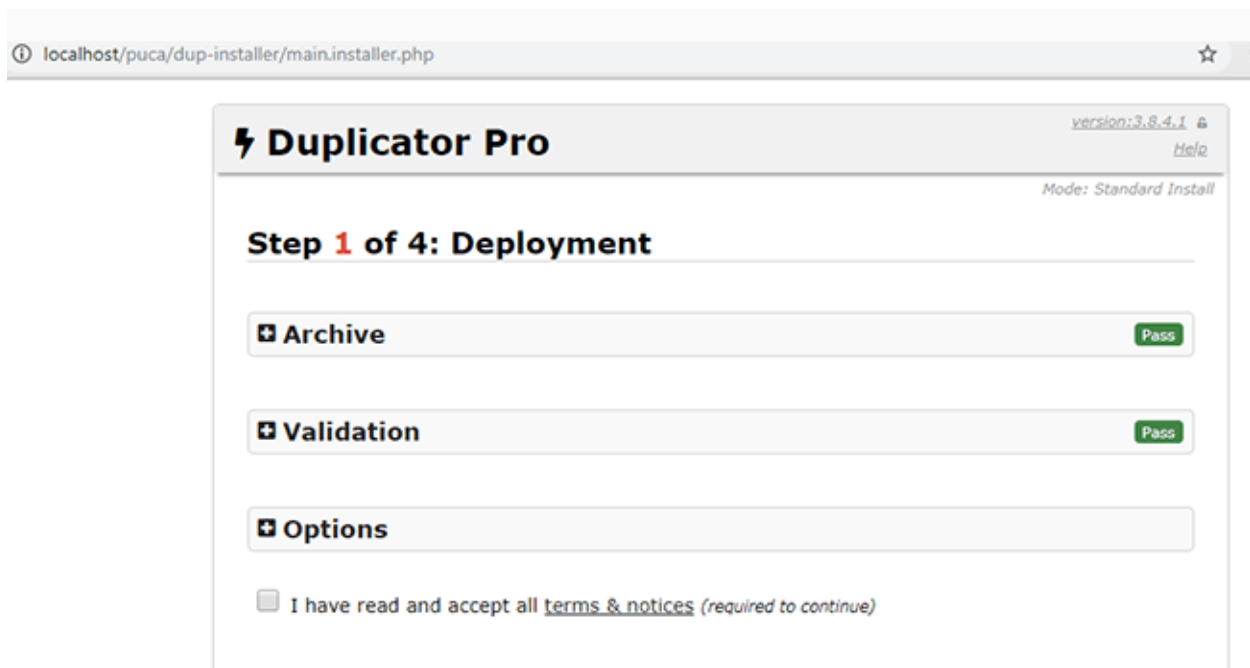 localhost/puca/dup-installer/main.installer.php
Duplicator Pro
version:3.8.4.1
Help
Mode: Standard Install
Step 1 of 4: Deployment
Archive Pass
Validation Pass
Options
I have read and accept all terms & notices (required to continue)